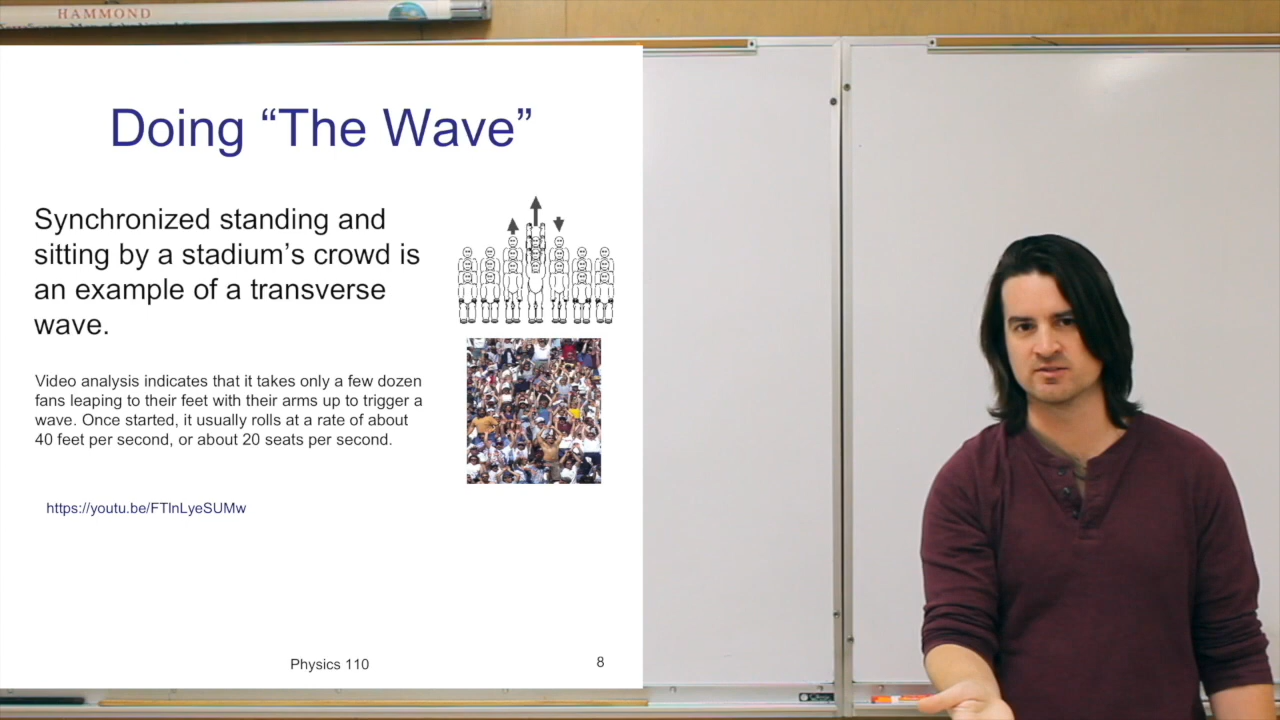 HAMMOND
Doing “The Wave”
Synchronized standing and
sitting by a stadium’s crowd is
an example of a transverse
wave.
Video analysis indicates that it takes only a few dozen
fans leaping to their feet with their arms up to trigger a
wave. Once started, it usually rolls at a rate of about
40 feet per second, or about 20 seats per second.
https://youtu.be/FTlnLyeSUMw
Physics 110
8